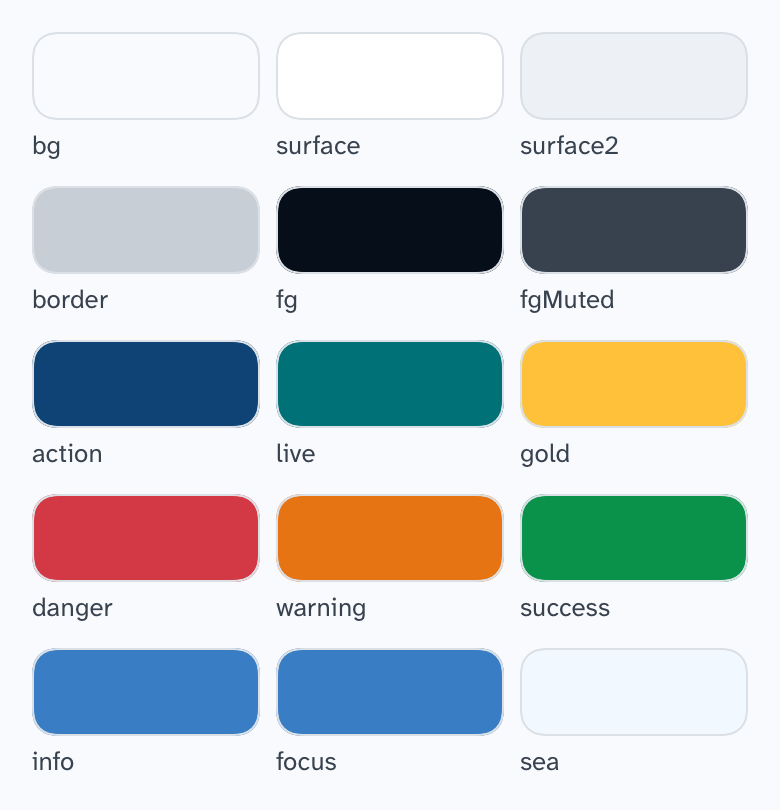 bg
surface
surface2
border
fg
fgMuted
action
live
gold
danger
warning
success
info
focus
sea